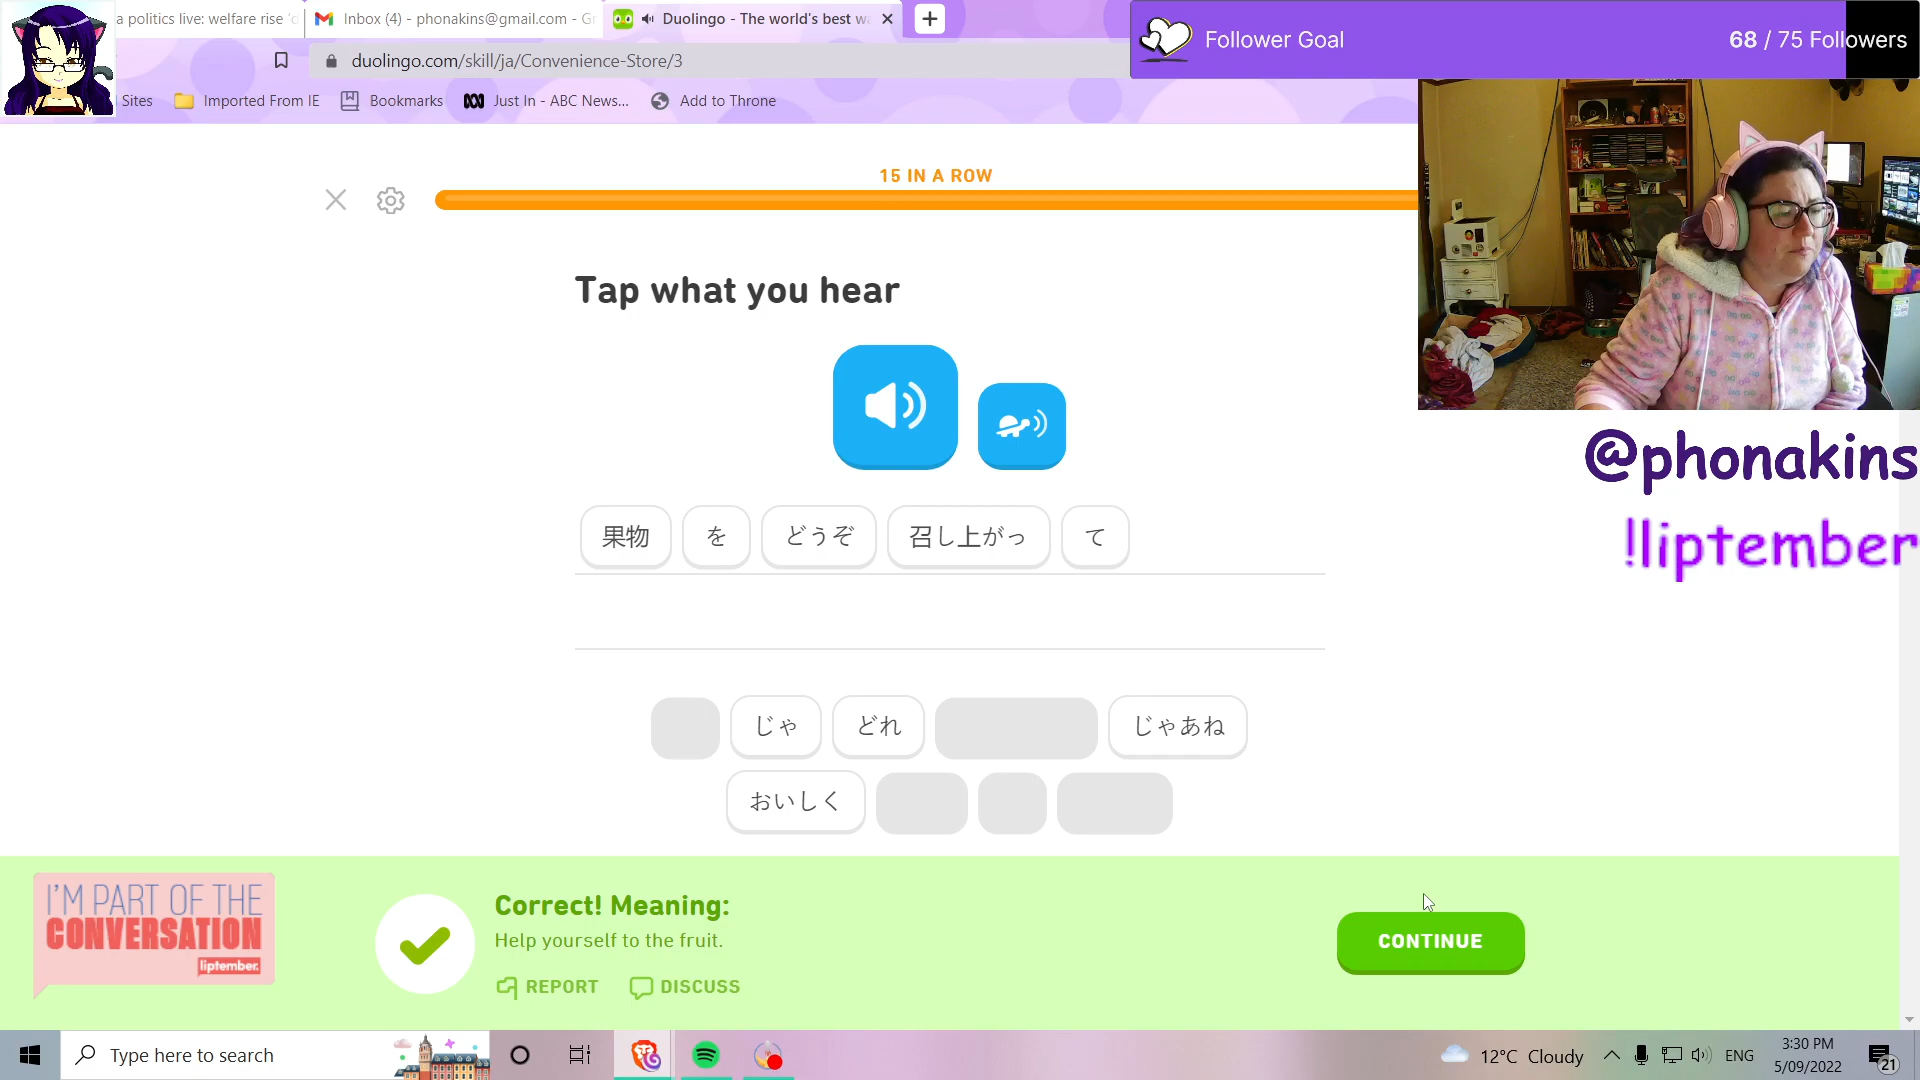 a politics live: welfare rise 'o
Inbox (4) - phonakins@gmail.com - Gr
Duolingo - The world's best wa
Follower Goal
68 / 75 Followers
duolingo.com/skill/ja/Convenience-Store/3
Sites
Imported From IE
Bookmarks
Just In - ABC News...
Add to Throne
15 IN A ROW
Tap what you hear
@phonakins
!liptember
果物 を どうぞ 召し上がっ て
じゃ どれ じゃあね
おいしく
I'M PART OF THE
CONVERSATION
liptember.
Correct! Meaning:
Help yourself to the fruit.
REPORT
DISCUSS
CONTINUE
Type here to search
12°C Cloudy
ENG
3:30 PM
5/09/2022
21